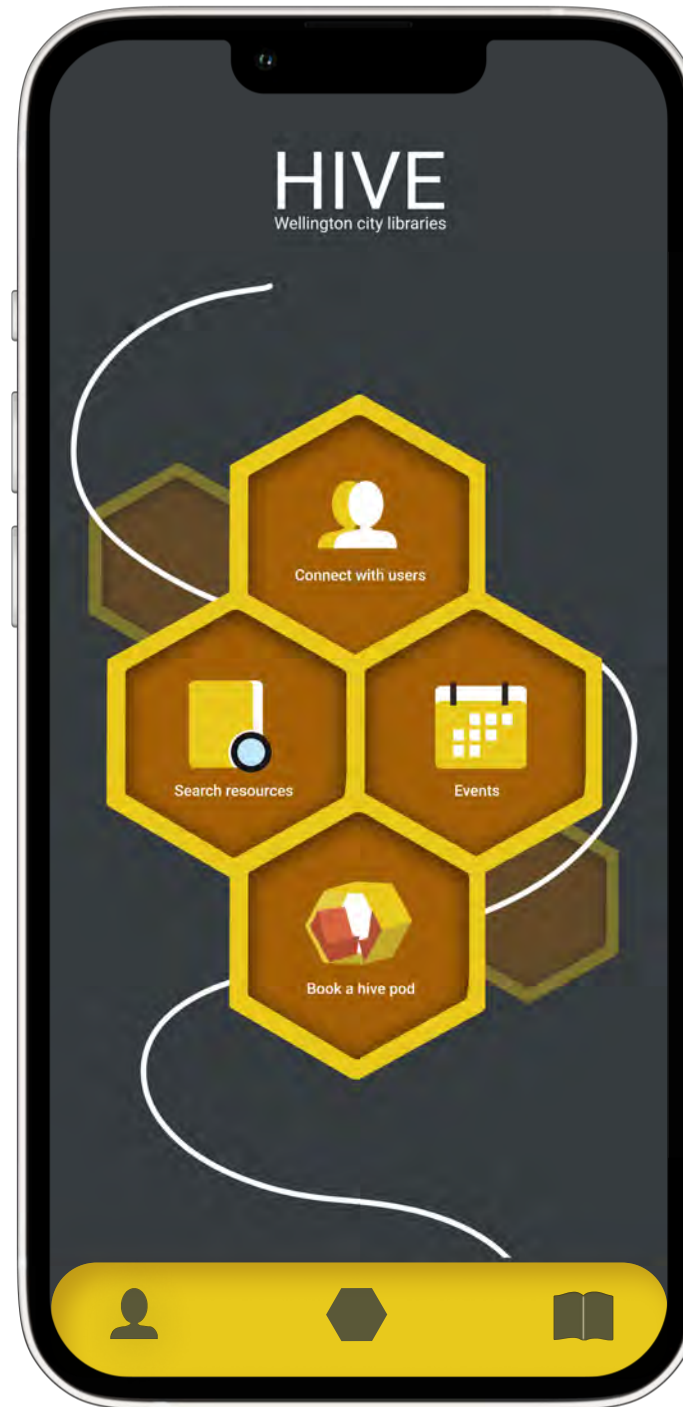 HIVE
Wellington city libraries
Connect with users
Search resources
Events
Book a hive pod